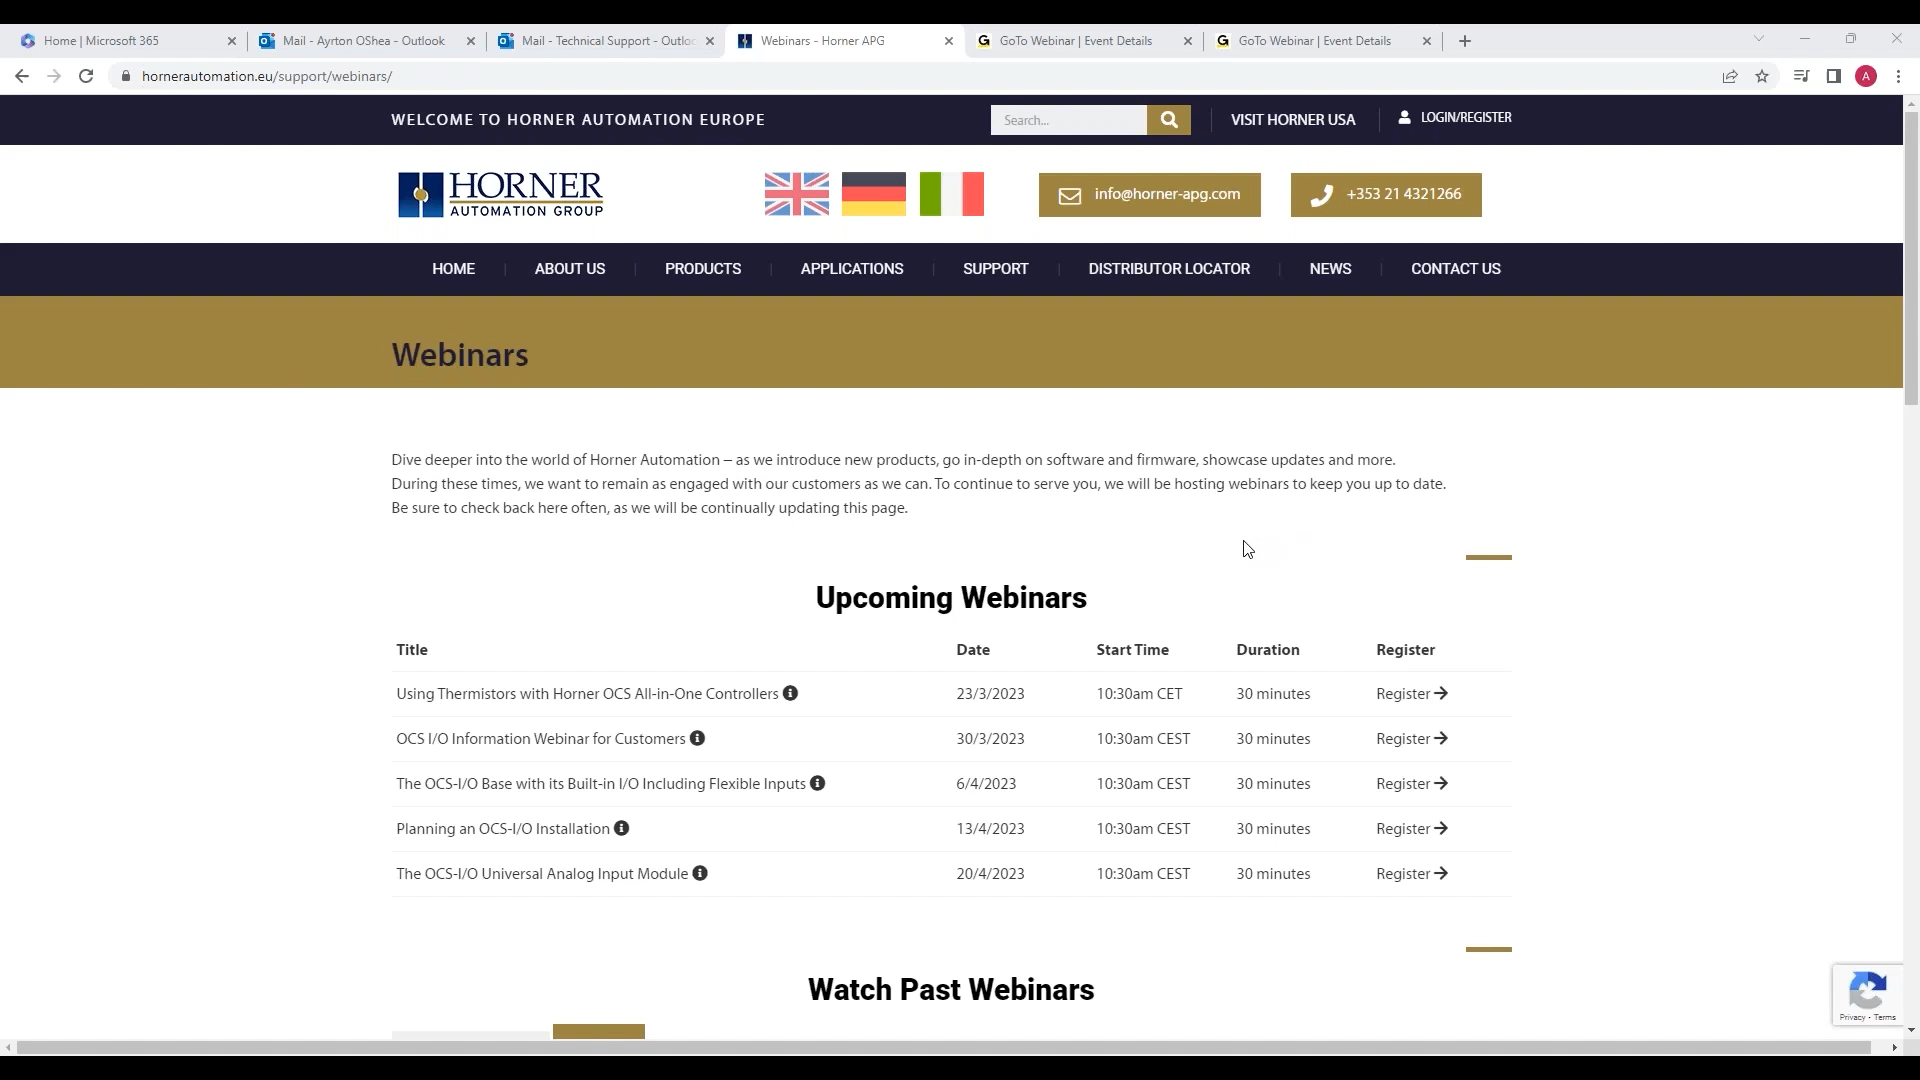 Home | Microsoft 365
Mail - Ayrton OShea - Outlook
Mail - Technical Support - Outloo
Webinars - Horner APG
GoTo Webinar | Event Details
GoTo Webinar | Event Details
hornerautomation.eu/support/webinars/
A
WELCOME TO HORNER AUTOMATION EUROPE
Search...
VISIT HORNER USA
LOGIN/REGISTER
HORNER
AUTOMATION GROUP
info@horner-apg.com
+353 21 4321266
HOME
ABOUT US
PRODUCTS
APPLICATIONS
SUPPORT
DISTRIBUTOR LOCATOR
NEWS
CONTACT US
Webinars
Dive deeper into the world of Horner Automation – as we introduce new products, go in-depth on software and firmware, showcase updates and more.
During these times, we want to remain as engaged with our customers as we can. To continue to serve you, we will be hosting webinars to keep you up to date.
Be sure to check back here often, as we will be continually updating this page.
Upcoming Webinars
Title Date Start Time Duration Register
Using Thermistors with Horner OCS All-in-One Controllers 23/3/2023 10:30am CET 30 minutes Register
OCS I/O Information Webinar for Customers 30/3/2023 10:30am CEST 30 minutes Register
The OCS-I/O Base with its Built-in I/O Including Flexible Inputs 6/4/2023 10:30am CEST 30 minutes Register
Planning an OCS-I/O Installation 13/4/2023 10:30am CEST 30 minutes Register
The OCS-I/O Universal Analog Input Module 20/4/2023 10:30am CEST 30 minutes Register
Watch Past Webinars
Privacy - Terms